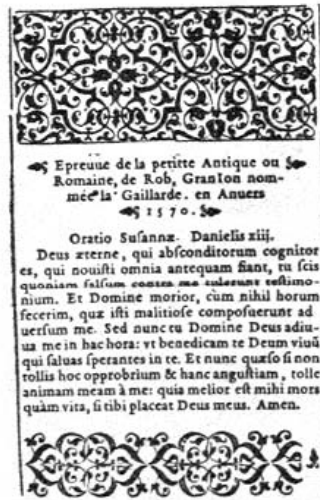 Epreuue de la petitte Antique ou
Romaine, de Rob, Granion nom-
mée la Gaillarde. en Anuers
1570.
Oratio Susannæ. Danielis xiij.
Deus æterne, qui absconditorum cognitor
es, qui nouisti omnia antequam fiant, tu scis
quoniam falsum contra me tulerunt testimo-
nium. Et Domine morior, cùm nihil horum
fecerim, quæ isti malitiose composuerunt ad
uersum me. Sed nunc tu Domine Deus adiu-
ua me in hac hora: vt benedicam te Deum viuū
qui saluas sperantes in te. Et nunc quæso si non
tollis hoc opprobrium & hanc angustiam, tolle
animam meam à me: quia melior est mihi mors
quàm vita, si tibi placeat Deus meus. Amen.